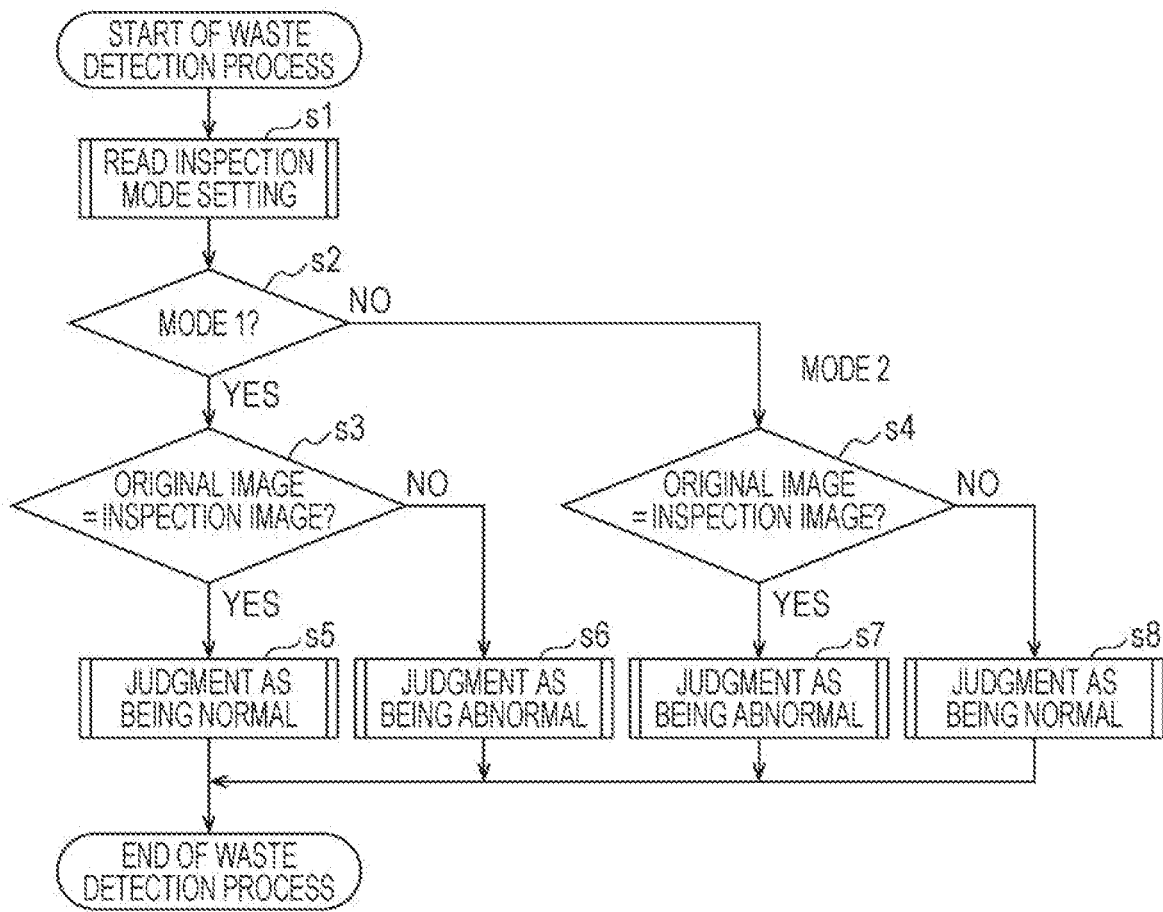 START OF WASTE
DETECTION PROCESS
s1
READ INSPECTION
MODE SETTING
s2
MODE 1?
NO
YES
MODE 2
s3
ORIGINAL IMAGE
= INSPECTION IMAGE?
NO
YES
s4
ORIGINAL IMAGE
= INSPECTION IMAGE?
NO
YES
s5
JUDGMENT AS
BEING NORMAL
s6
JUDGMENT AS
BEING ABNORMAL
s7
JUDGMENT AS
BEING ABNORMAL
s8
JUDGMENT AS
BEING NORMAL
END OF WASTE
DETECTION PROCESS